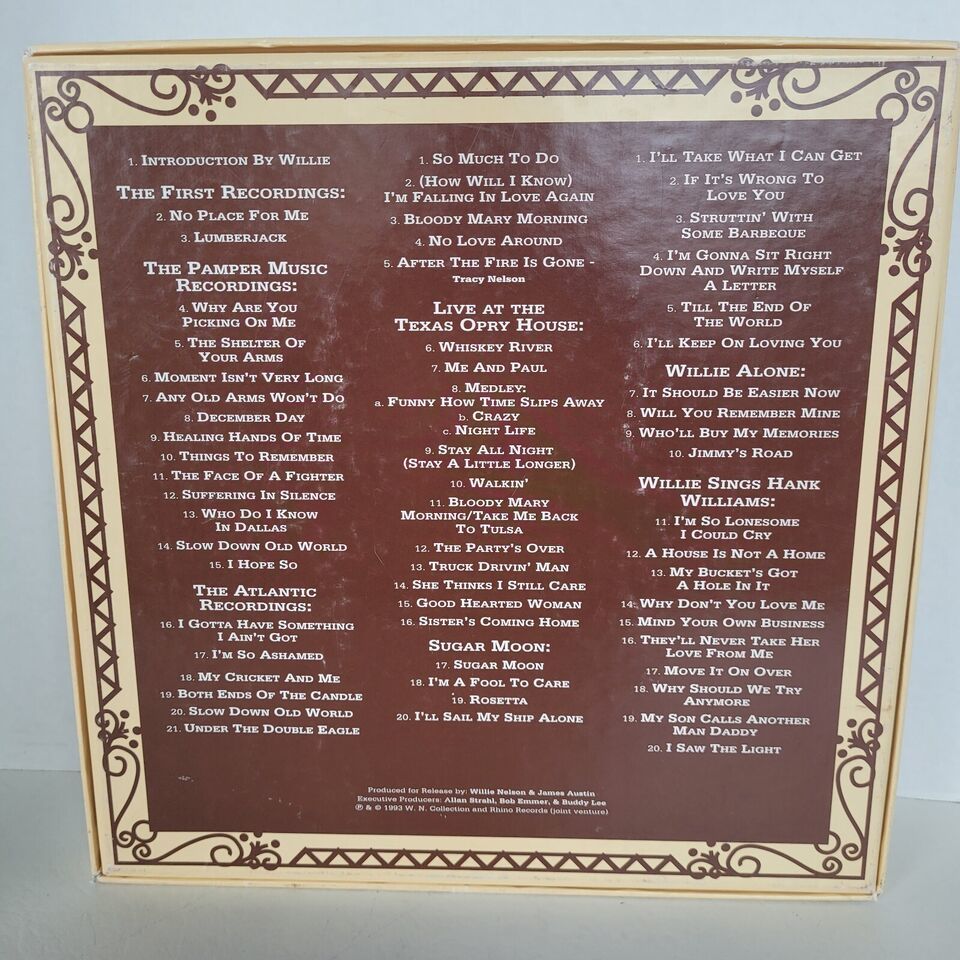 1. Introduction By Willie
The First Recordings:
2. No Place For Me
3. Lumberjack
The Pamper Music
Recordings:
4. Why Are You
Picking On Me
5. The Shelter Of
Your Arms
6. Moment Isn't Very Long
7. Any Old Arms Won't Do
8. December Day
9. Healing Hands Of Time
10. Things To Remember
11. The Face Of A Fighter
12. Suffering In Silence
13. Who Do I Know
In Dallas
14. Slow Down Old World
15. I Hope So
The Atlantic
Recordings:
16. I Gotta Have Something
I Ain't Got
17. I'm So Ashamed
18. My Cricket And Me
19. Both Ends Of The Candle
20. Slow Down Old World
21. Under The Double Eagle
1. So Much To Do
2. (How Will I Know)
I'm Falling In Love Again
3. Bloody Mary Morning
4. No Love Around
5. After The Fire Is Gone -
Tracy Nelson
Live at the
Texas Opry House:
6. Whiskey River
7. Me And Paul
8. Medley:
a. Funny How Time Slips Away
b. Crazy
c. Night Life
9. Stay All Night
(Stay A Little Longer)
10. Walkin'
11. Bloody Mary
Morning/Take Me Back
To Tulsa
12. The Party's Over
13. Truck Drivin' Man
14. She Thinks I Still Care
15. Good Hearted Woman
16. Sister's Coming Home
Sugar Moon:
17. Sugar Moon
18. I'm A Fool To Care
19. Rosetta
20. I'll Sail My Ship Alone
1. I'll Take What I Can Get
2. If It's Wrong To
Love You
3. Struttin' With
Some Barbeque
4. I'm Gonna Sit Right
Down And Write Myself
A Letter
5. Till The End Of
The World
6. I'll Keep On Loving You
Willie Alone:
7. It Should Be Easier Now
8. Will You Remember Mine
9. Who'll Buy My Memories
10. Jimmy's Road
Willie Sings Hank
Williams:
11. I'm So Lonesome
I Could Cry
12. A House Is Not A Home
13. My Bucket's Got
A Hole In It
14. Why Don't You Love Me
15. Mind Your Own Business
16. They'll Never Take Her
Love From Me
17. Move It On Over
18. Why Should We Try
Anymore
19. My Son Calls Another
Man Daddy
20. I Saw The Light
Produced for Release by: Willie Nelson & James Austin
Executive Producers: Allan Strahl, Bob Emmer, & Buddy Lee
℗ & © 1993 W. N. Collection and Rhino Records (joint venture)